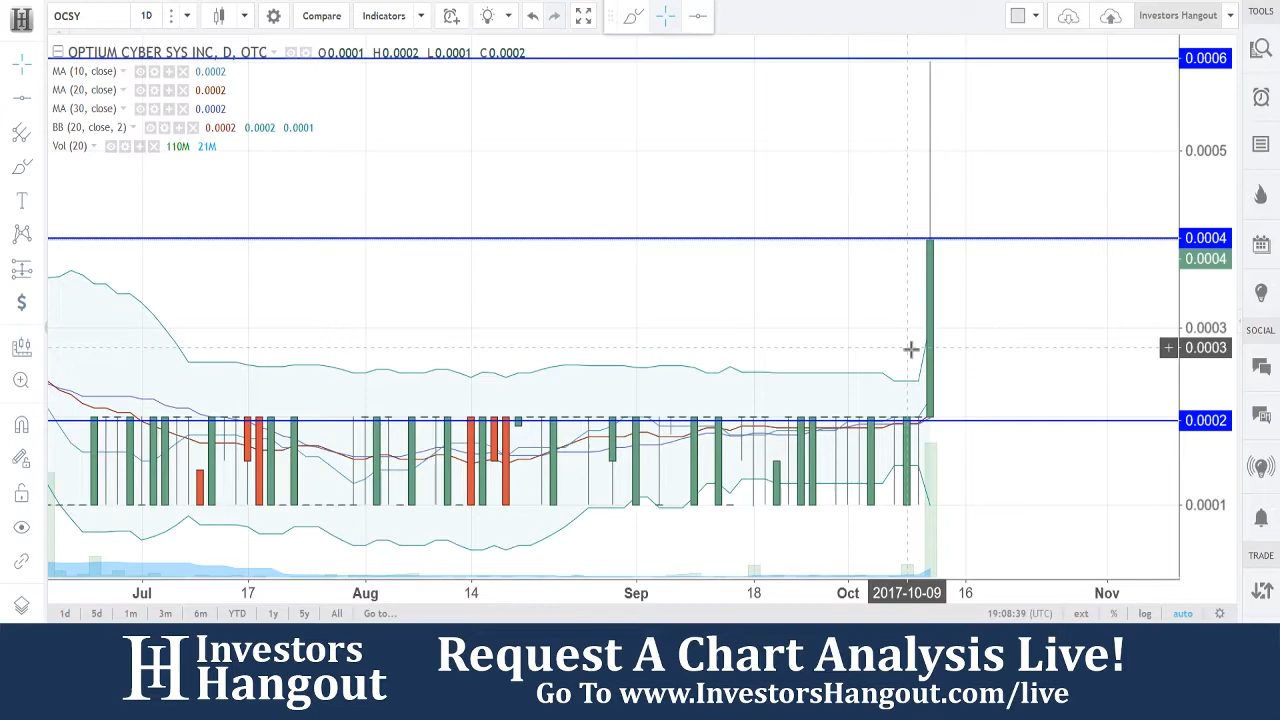 OCSY 1D Compare Indicators Investors Hangout TOOLS
OPTIUM CYBER SYS INC, D, OTC O0.0001 H0.0002 L0.0001 C0.0002
MA (10, close) 0.0002
MA (20, close) 0.0002
MA (30, close) 0.0002
BB (20, close, 2) 0.0002 0.0002 0.0001
Vol (20) 110M 21M
0.0006
0.0005
0.0004
0.0004
0.0003
+ 0.0003
0.0002
0.0001
SOCIAL
TRADE
Jul 17 Aug 14 Sep 18 Oct 2017-10-09 16 Nov
1d 5d 1m 3m 6m YTD 1y 5y All Go to... 19:08:39 (UTC) ext % log auto
H Investors Hangout
Request A Chart Analysis Live!
Go To www.InvestorsHangout.com/live